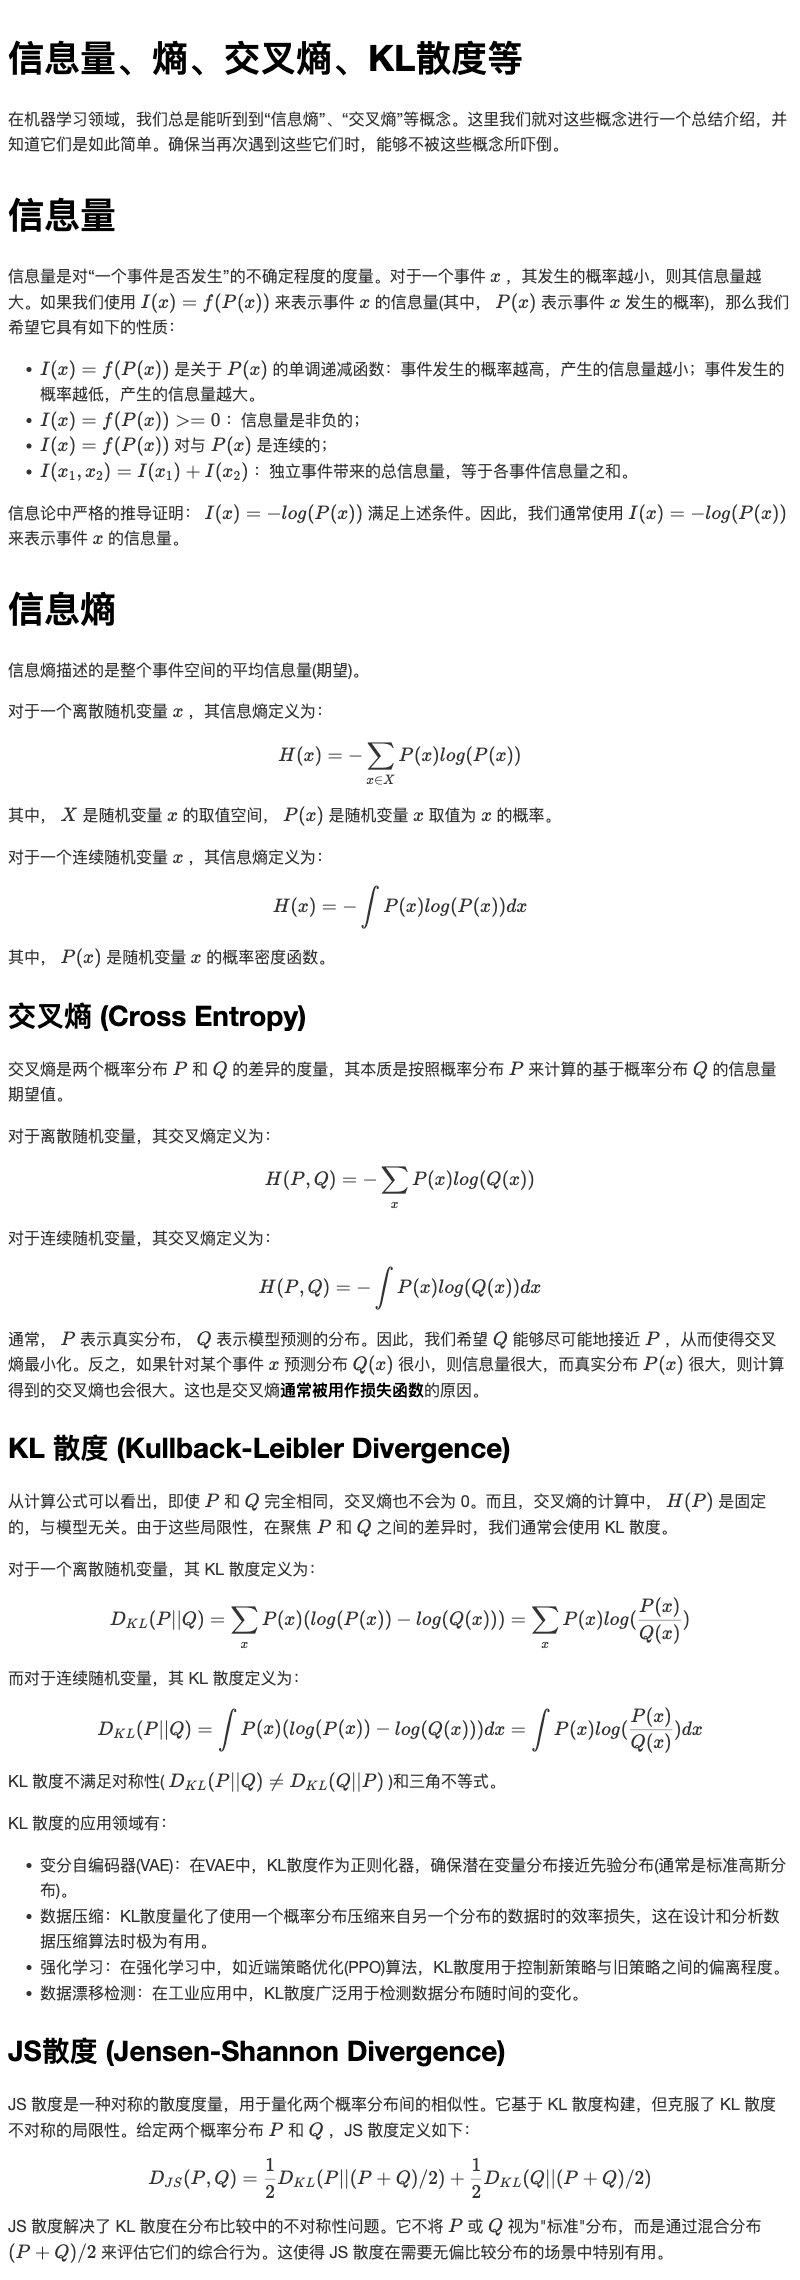 信息量、熵、交叉熵、KL散度等
在机器学习领域，我们总是能听到到“信息熵”、“交叉熵”等概念。这里我们就对这些概念进行一个总结介绍，并
知道它们是如此简单。确保当再次遇到这些它们时，能够不被这些概念所吓倒。
信息量
信息量是对“一个事件是否发生”的不确定程度的度量。对于一个事件 x ，其发生的概率越小，则其信息量越
大。如果我们使用 I(x) = f(P(x)) 来表示事件 x 的信息量(其中， P(x) 表示事件 x 发生的概率)，那么我们
希望它具有如下的性质：
• I(x) = f(P(x)) 是关于 P(x) 的单调递减函数：事件发生的概率越高，产生的信息量越小；事件发生的
概率越低，产生的信息量越大。
• I(x) = f(P(x)) >= 0 ：信息量是非负的；
• I(x) = f(P(x)) 对与 P(x) 是连续的；
• I(x₁, x₂) = I(x₁) + I(x₂) ：独立事件带来的总信息量，等于各事件信息量之和。
信息论中严格的推导证明： I(x) = −log(P(x)) 满足上述条件。因此，我们通常使用 I(x) = −log(P(x))
来表示事件 x 的信息量。
信息熵
信息熵描述的是整个事件空间的平均信息量(期望)。
对于一个离散随机变量 x ，其信息熵定义为：
H(x) = − ∑_{x∈X} P(x)log(P(x))
其中， X 是随机变量 x 的取值空间， P(x) 是随机变量 x 取值为 x 的概率。
对于一个连续随机变量 x ，其信息熵定义为：
H(x) = − ∫ P(x)log(P(x))dx
其中， P(x) 是随机变量 x 的概率密度函数。
交叉熵 (Cross Entropy)
交叉熵是两个概率分布 P 和 Q 的差异的度量，其本质是按照概率分布 P 来计算的基于概率分布 Q 的信息量
期望值。
对于离散随机变量，其交叉熵定义为：
H(P, Q) = − ∑_x P(x)log(Q(x))
对于连续随机变量，其交叉熵定义为：
H(P, Q) = − ∫ P(x)log(Q(x))dx
通常， P 表示真实分布， Q 表示模型预测的分布。因此，我们希望 Q 能够尽可能地接近 P ，从而使得交叉
熵最小化。反之，如果针对某个事件 x 预测分布 Q(x) 很小，则信息量很大，而真实分布 P(x) 很大，则计算
得到的交叉熵也会很大。这也是交叉熵通常被用作损失函数的原因。
KL 散度 (Kullback-Leibler Divergence)
从计算公式可以看出，即使 P 和 Q 完全相同，交叉熵也不会为 0。而且，交叉熵的计算中， H(P) 是固定
的，与模型无关。由于这些局限性，在聚焦 P 和 Q 之间的差异时，我们通常会使用 KL 散度。
对于一个离散随机变量，其 KL 散度定义为：
D_{KL}(P||Q) = ∑_x P(x)(log(P(x)) − log(Q(x))) = ∑_x P(x)log(\frac{P(x)}{Q(x)})
而对于连续随机变量，其 KL 散度定义为：
D_{KL}(P||Q) = ∫ P(x)(log(P(x)) − log(Q(x)))dx = ∫ P(x)log(\frac{P(x)}{Q(x)})dx
KL 散度不满足对称性( D_{KL}(P||Q) ≠ D_{KL}(Q||P) )和三角不等式。
KL 散度的应用领域有：
• 变分自编码器(VAE)：在VAE中，KL散度作为正则化器，确保潜在变量分布接近先验分布(通常是标准高斯分
布)。
• 数据压缩：KL散度量化了使用一个概率分布压缩来自另一个分布的数据时的效率损失，这在设计和分析数
据压缩算法时极为有用。
• 强化学习：在强化学习中，如近端策略优化(PPO)算法，KL散度用于控制新策略与旧策略之间的偏离程度。
• 数据漂移检测：在工业应用中，KL散度广泛用于检测数据分布随时间的变化。
JS散度 (Jensen-Shannon Divergence)
JS 散度是一种对称的散度度量，用于量化两个概率分布间的相似性。它基于 KL 散度构建，但克服了 KL 散度
不对称的局限性。给定两个概率分布 P 和 Q ，JS 散度定义如下：
D_{JS}(P, Q) = \frac{1}{2}D_{KL}(P||(P + Q)/2) + \frac{1}{2}D_{KL}(Q||(P + Q)/2)
JS 散度解决了 KL 散度在分布比较中的不对称性问题。它不将 P 或 Q 视为"标准"分布，而是通过混合分布
(P + Q)/2 来评估它们的综合行为。这使得 JS 散度在需要无偏比较分布的场景中特别有用。